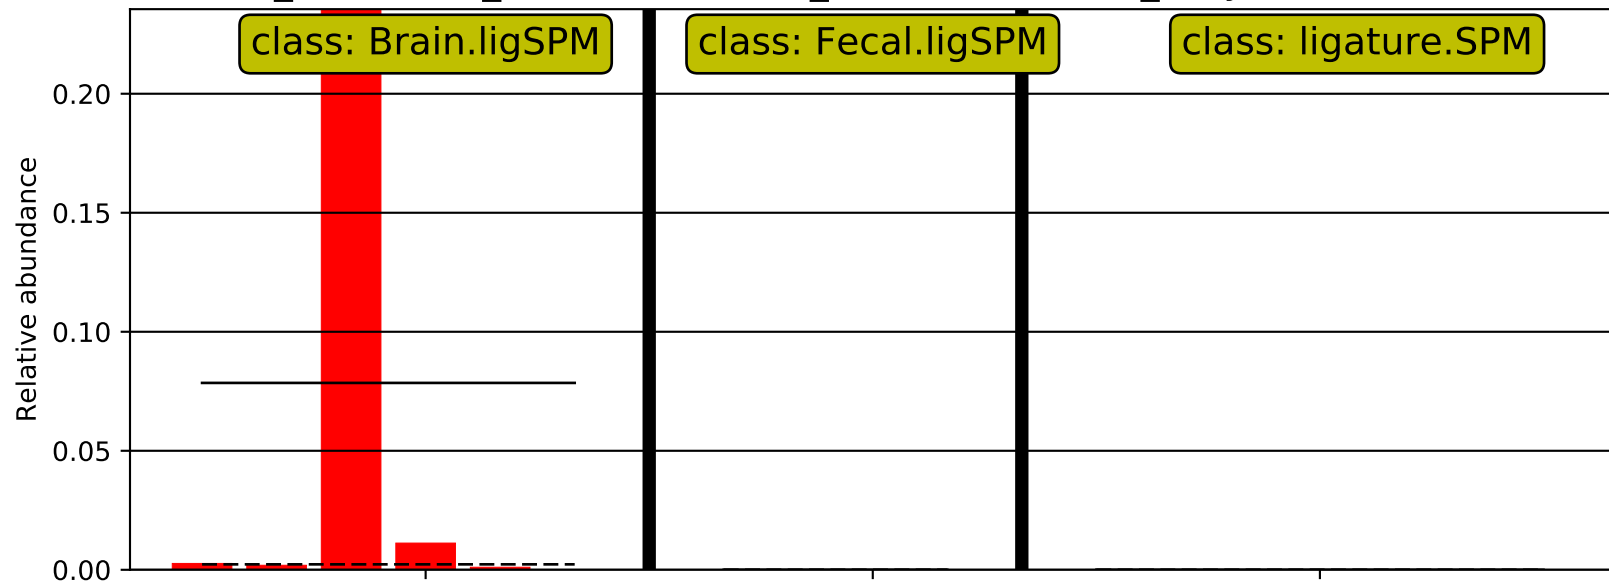 class: Brain.ligSPM
class: Fecal.ligSPM
class: ligature.SPM
Relative abundance
0.20
0.15
0.10
0.05
0.00